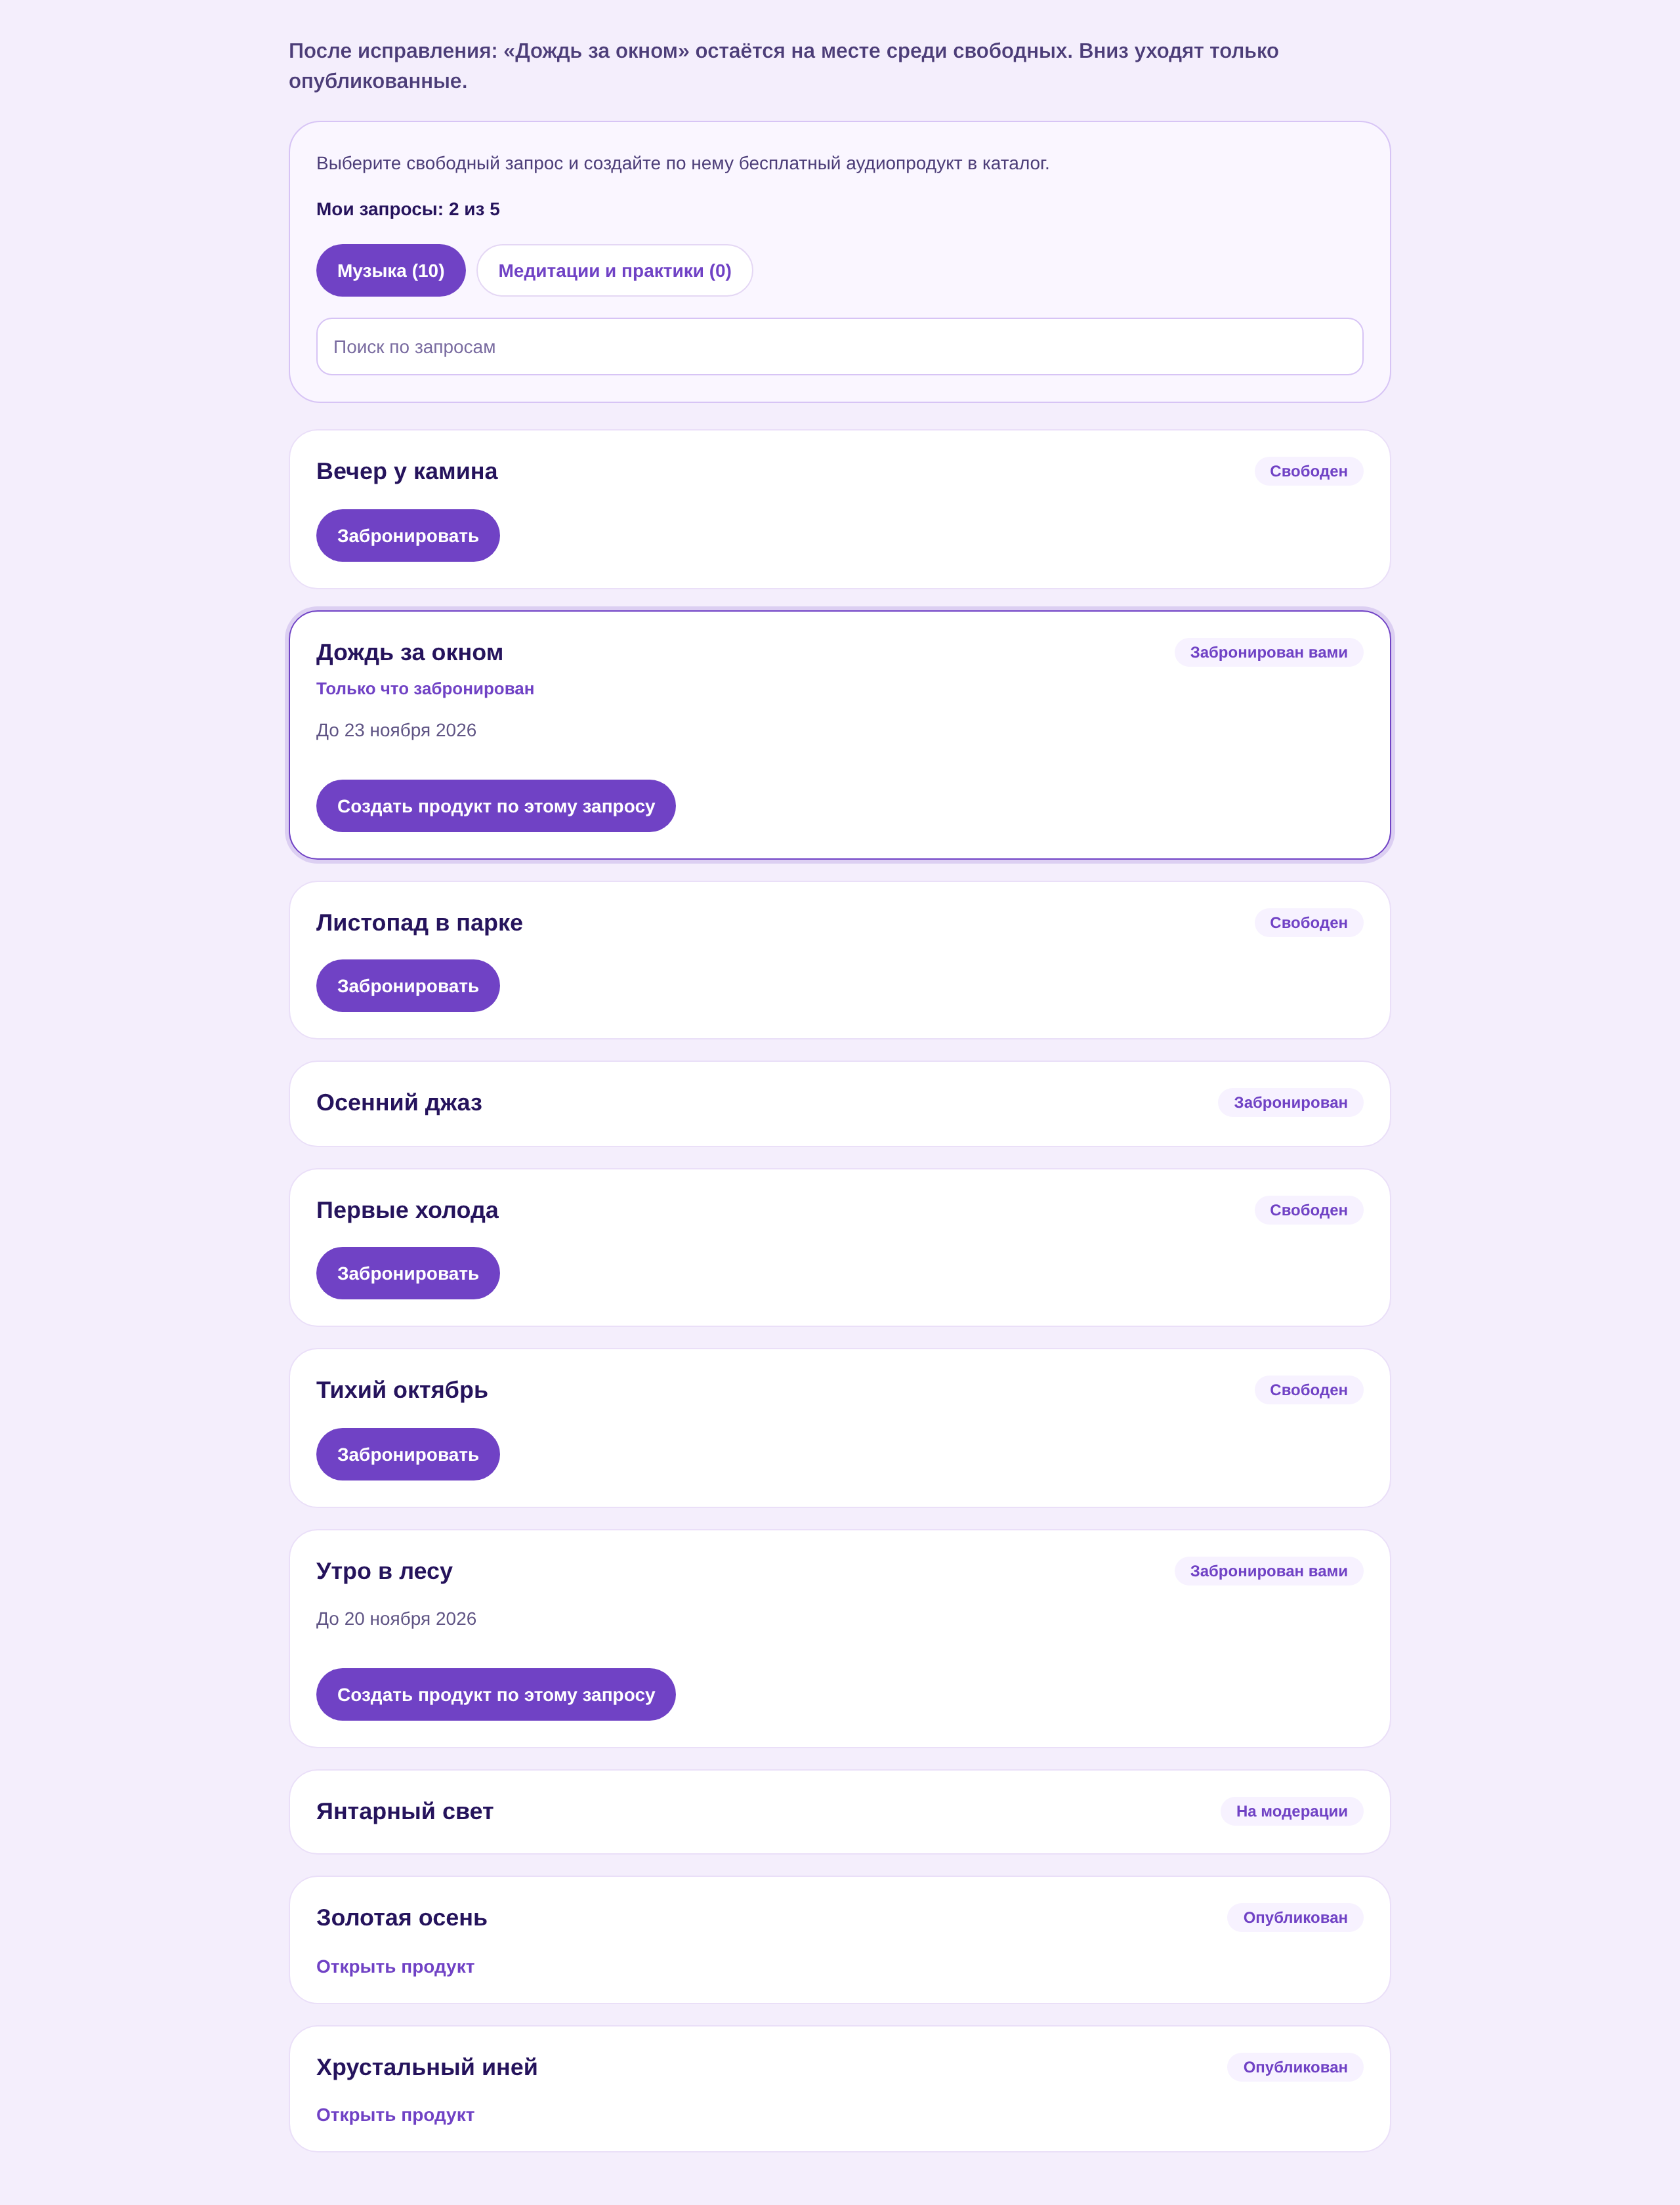 После исправления: «Дождь за окном» остаётся на месте среди свободных. Вниз уходят только
опубликованные.
Выберите свободный запрос и создайте по нему бесплатный аудиопродукт в каталог.
Мои запросы: 2 из 5
Музыка (10)
Медитации и практики (0)
Поиск по запросам
Вечер у камина
Свободен
Забронировать
Дождь за окном
Забронирован вами
Только что забронирован
До 23 ноября 2026
Создать продукт по этому запросу
Листопад в парке
Свободен
Забронировать
Осенний джаз
Забронирован
Первые холода
Свободен
Забронировать
Тихий октябрь
Свободен
Забронировать
Утро в лесу
Забронирован вами
До 20 ноября 2026
Создать продукт по этому запросу
Янтарный свет
На модерации
Золотая осень
Опубликован
Открыть продукт
Хрустальный иней
Опубликован
Открыть продукт